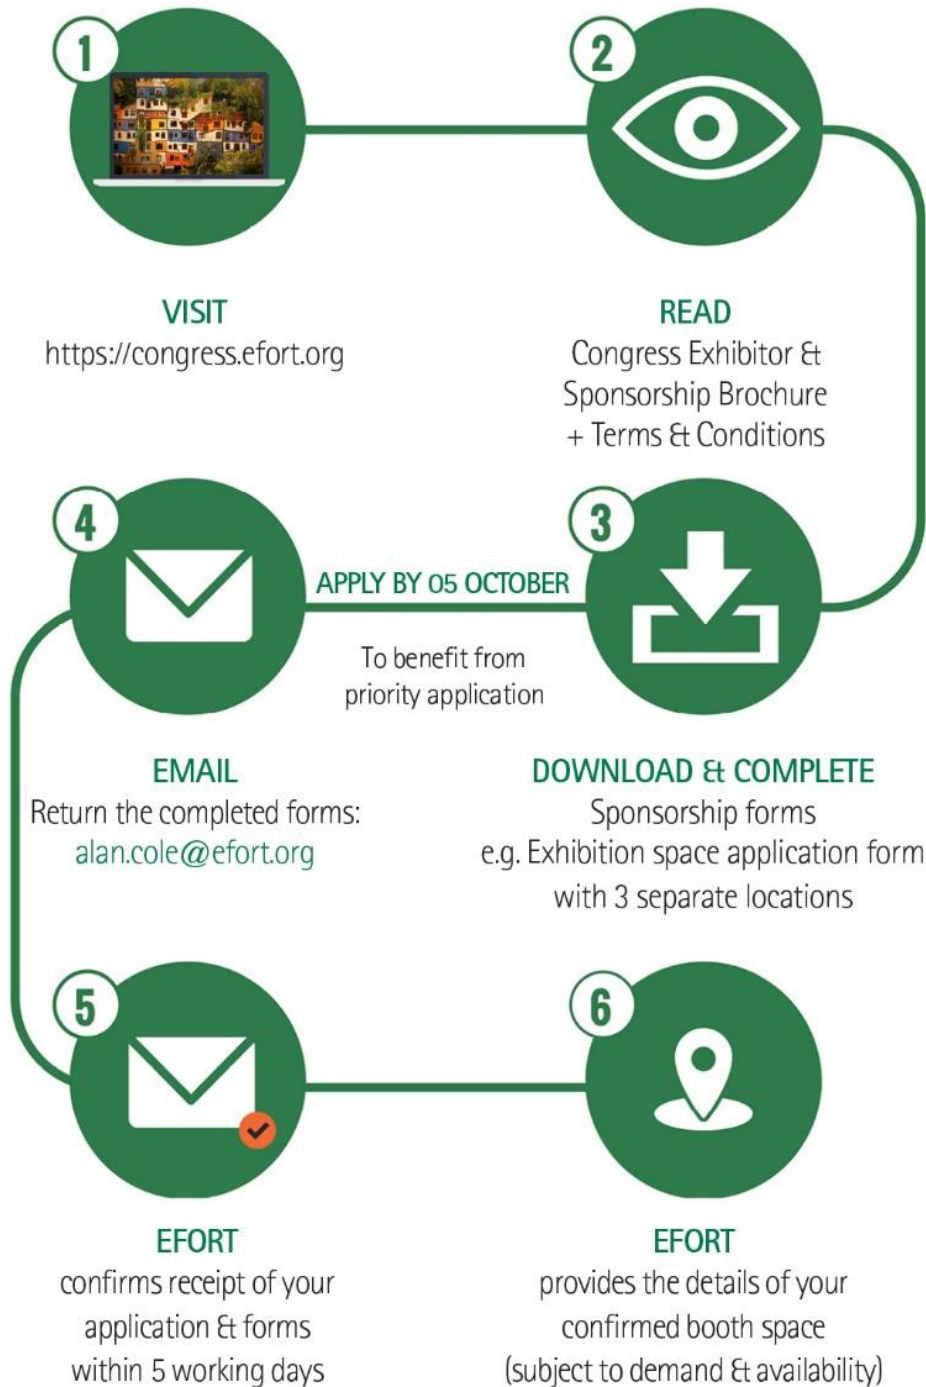 1
VISIT
https://congress.efort.org
2
READ
Congress Exhibitor &
Sponsorship Brochure
+ Terms & Conditions
3
DOWNLOAD & COMPLETE
Sponsorship forms
e.g. Exhibition space application form
with 3 separate locations
APPLY BY 05 OCTOBER
To benefit from
priority application
4
EMAIL
Return the completed forms:
alan.cole@efort.org
5
EFORT
confirms receipt of your
application & forms
within 5 working days
6
EFORT
provides the details of your
confirmed booth space
(subject to demand & availability)